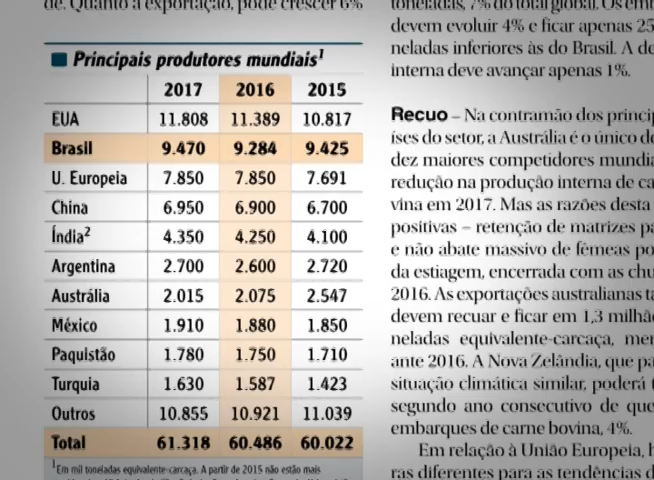 de. Quanto à exportação, pode crescer 6%
Principais produtores mundiais¹
2017 2016 2015
EUA 11.808 11.389 10.817
Brasil 9.470 9.284 9.425
U. Europeia 7.850 7.850 7.691
China 6.950 6.900 6.700
Índia² 4.350 4.250 4.100
Argentina 2.700 2.600 2.720
Austrália 2.015 2.075 2.547
México 1.910 1.880 1.850
Paquistão 1.780 1.750 1.710
Turquia 1.630 1.587 1.423
Outros 10.855 10.921 11.039
Total 61.318 60.486 60.022
¹Em mil toneladas equivalente-carcaça. A partir de 2015 não estão mais
toneladas, 7% do total global. Os emb
devem evoluir 4% e ficar apenas 25
neladas inferiores às do Brasil. A de
interna deve avançar apenas 1%.
Recuo – Na contramão dos princip
íses do setor, a Austrália é o único de
dez maiores competidores mundia
redução na produção interna de ca
vina em 2017. Mas as razões desta
positivas – retenção de matrizes pa
e não abate massivo de fêmeas po
da estiagem, encerrada com as chu
2016. As exportações australianas ta
devem recuar e ficar em 1,3 milhão
neladas equivalente-carcaça, men
ante 2016. A Nova Zelândia, que pa
situação climática similar, poderá t
segundo ano consecutivo de que
embarques de carne bovina, 4%.
Em relação à União Europeia, h
ras diferentes para as tendências d